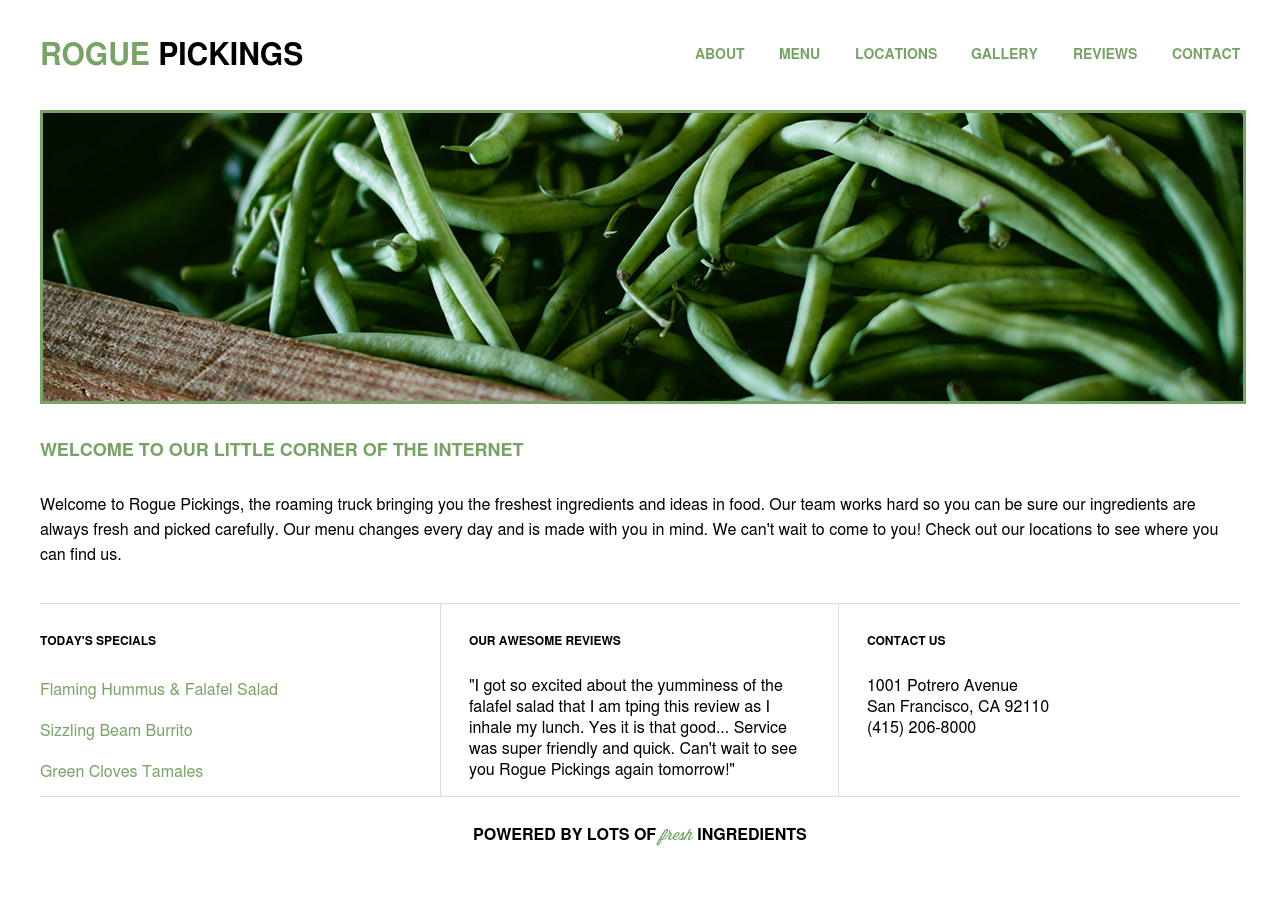 ROGUE PICKINGS
ABOUT MENU LOCATIONS GALLERY REVIEWS CONTACT
WELCOME TO OUR LITTLE CORNER OF THE INTERNET
Welcome to Rogue Pickings, the roaming truck bringing you the freshest ingredients and ideas in food. Our team works hard so you can be sure our ingredients are
always fresh and picked carefully. Our menu changes every day and is made with you in mind. We can't wait to come to you! Check out our locations to see where you
can find us.
TODAY'S SPECIALS
Flaming Hummus & Falafel Salad
Sizzling Beam Burrito
Green Cloves Tamales
OUR AWESOME REVIEWS
"I got so excited about the yumminess of the
falafel salad that I am tping this review as I
inhale my lunch. Yes it is that good... Service
was super friendly and quick. Can't wait to see
you Rogue Pickings again tomorrow!"
CONTACT US
1001 Potrero Avenue
San Francisco, CA 92110
(415) 206-8000
POWERED BY LOTS OF fresh INGREDIENTS